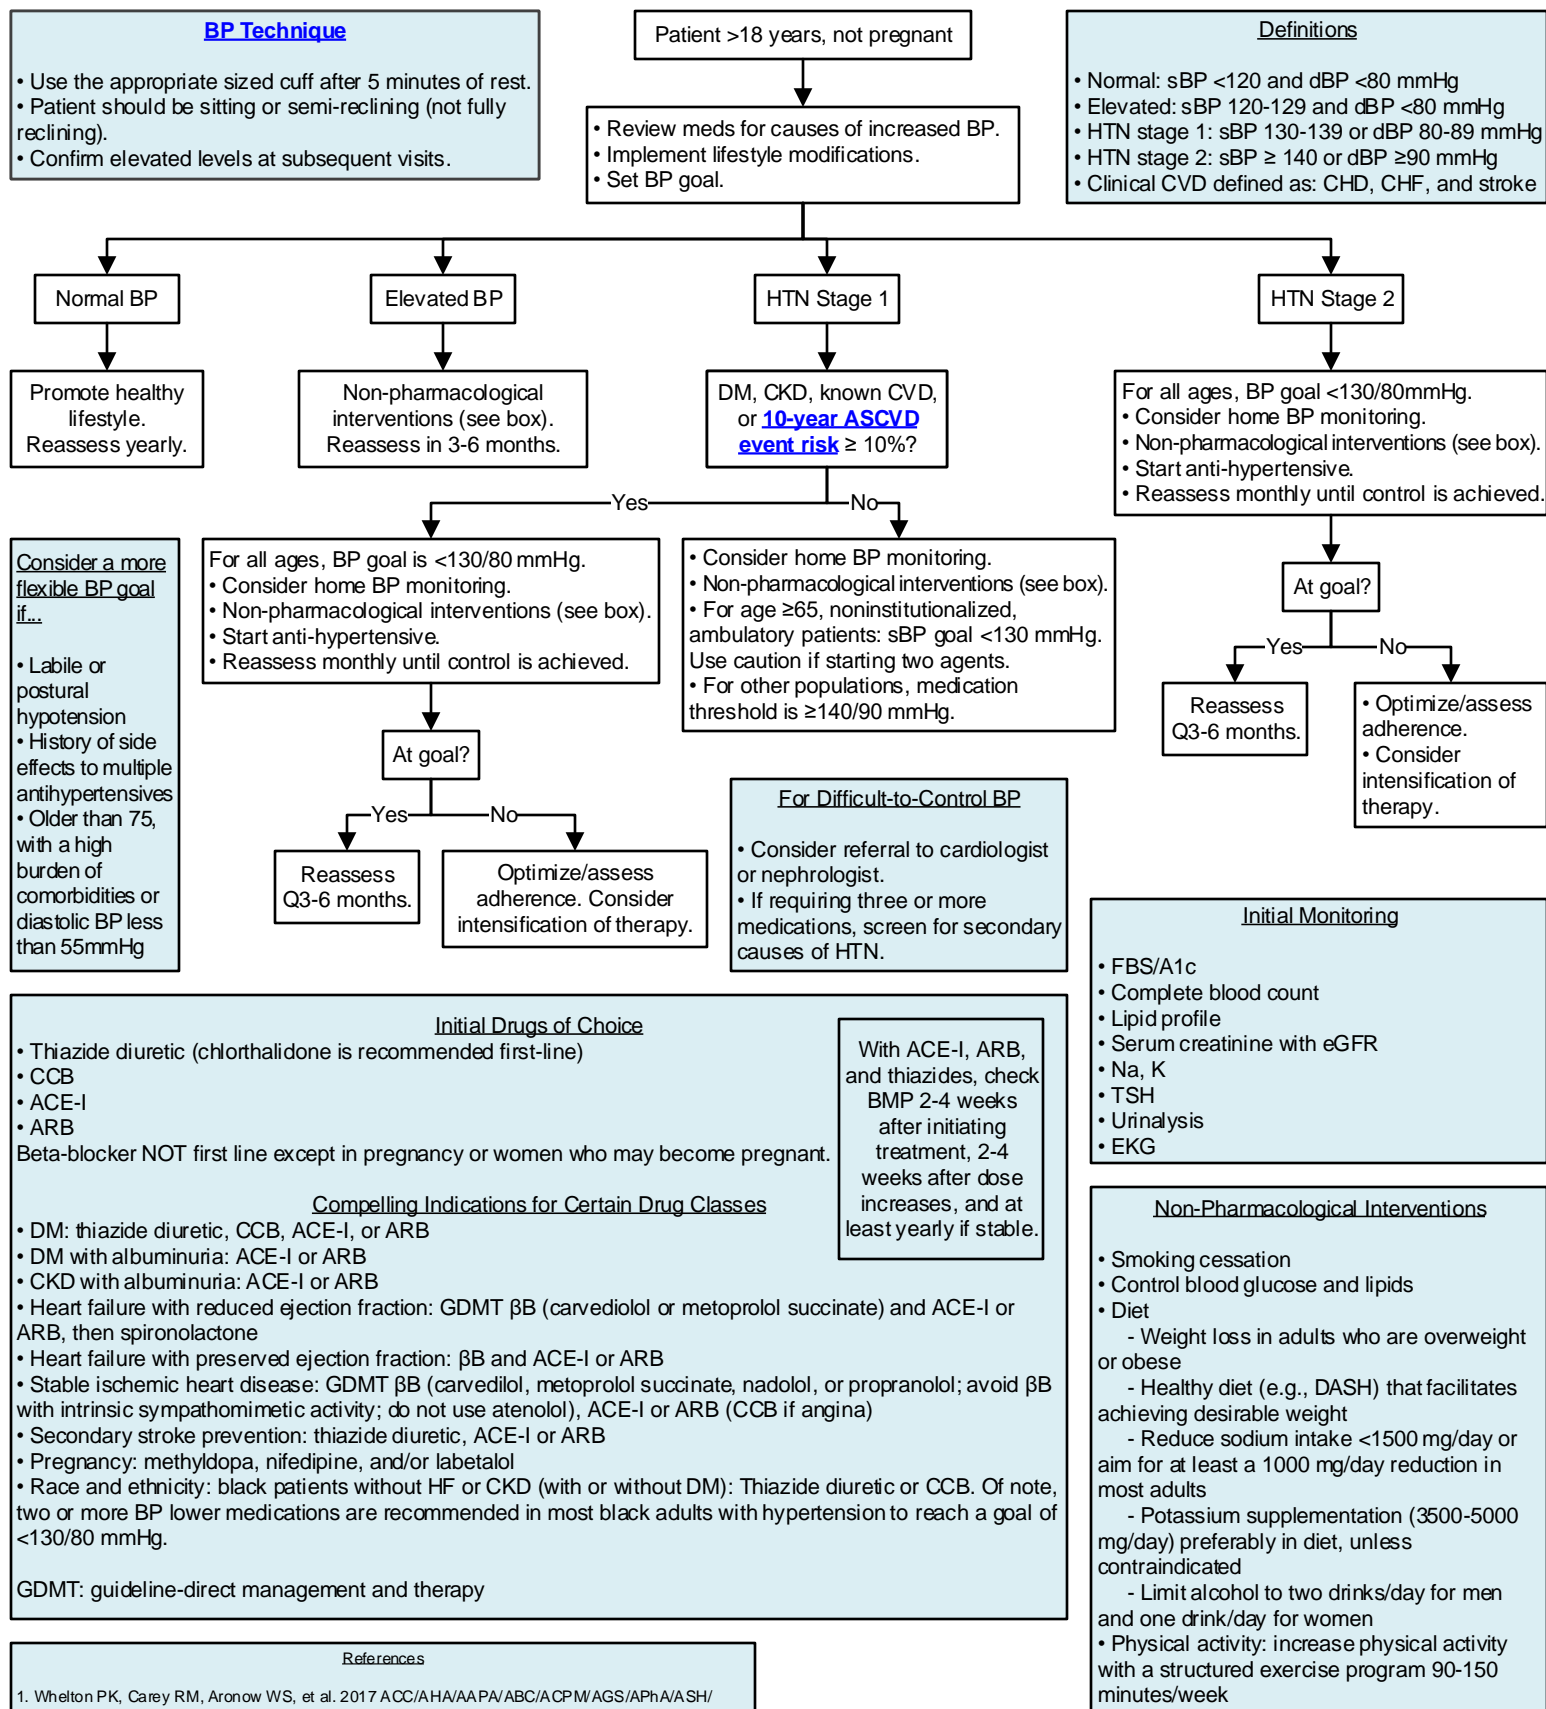 BP Technique
• Use the appropriate sized cuff after 5 minutes of rest.
• Patient should be sitting or semi-reclining (not fully
reclining).
• Confirm elevated levels at subsequent visits.
Patient >18 years, not pregnant
• Review meds for causes of increased BP.
• Implement lifestyle modifications.
• Set BP goal.
Definitions
• Normal: sBP <120 and dBP <80 mmHg
• Elevated: sBP 120-129 and dBP <80 mmHg
• HTN stage 1: sBP 130-139 or dBP 80-89 mmHg
• HTN stage 2: sBP ≥ 140 or dBP ≥90 mmHg
• Clinical CVD defined as: CHD, CHF, and stroke
Normal BP
Elevated BP
HTN Stage 1
HTN Stage 2
Promote healthy
lifestyle.
Reassess yearly.
Non-pharmacological
interventions (see box).
Reassess in 3-6 months.
DM, CKD, known CVD,
or 10-year ASCVD
event risk ≥ 10%?
For all ages, BP goal <130/80mmHg.
• Consider home BP monitoring.
• Non-pharmacological interventions (see box).
• Start anti-hypertensive.
• Reassess monthly until control is achieved.
Yes
No
Consider a more
flexible BP goal
if...
• Labile or
postural
hypotension
• History of side
effects to multiple
antihypertensives
• Older than 75,
with a high
burden of
comorbidities or
diastolic BP less
than 55mmHg
For all ages, BP goal is <130/80 mmHg.
• Consider home BP monitoring.
• Non-pharmacological interventions (see box).
• Start anti-hypertensive.
• Reassess monthly until control is achieved.
• Consider home BP monitoring.
• Non-pharmacological interventions (see box).
• For age ≥65, noninstitutionalized,
ambulatory patients: sBP goal <130 mmHg.
Use caution if starting two agents.
• For other populations, medication
threshold is ≥140/90 mmHg.
At goal?
Yes
No
Reassess
Q3-6 months.
• Optimize/assess
adherence.
• Consider
intensification of
therapy.
At goal?
Yes
No
Reassess
Q3-6 months.
Optimize/assess
adherence. Consider
intensification of therapy.
For Difficult-to-Control BP
• Consider referral to cardiologist
or nephrologist.
• If requiring three or more
medications, screen for secondary
causes of HTN.
Initial Monitoring
• FBS/A1c
• Complete blood count
• Lipid profile
• Serum creatinine with eGFR
• Na, K
• TSH
• Urinalysis
• EKG
Initial Drugs of Choice
• Thiazide diuretic (chlorthalidone is recommended first-line)
• CCB
• ACE-I
• ARB
Beta-blocker NOT first line except in pregnancy or women who may become pregnant.
With ACE-I, ARB,
and thiazides, check
BMP 2-4 weeks
after initiating
treatment, 2-4
weeks after dose
increases, and at
least yearly if stable.
Compelling Indications for Certain Drug Classes
• DM: thiazide diuretic, CCB, ACE-I, or ARB
• DM with albuminuria: ACE-I or ARB
• CKD with albuminuria: ACE-I or ARB
• Heart failure with reduced ejection fraction: GDMT βB (carvediolol or metoprolol succinate) and ACE-I or
ARB, then spironolactone
• Heart failure with preserved ejection fraction: βB and ACE-I or ARB
• Stable ischemic heart disease: GDMT βB (carvedilol, metoprolol succinate, nadolol, or propranolol; avoid βB
with intrinsic sympathomimetic activity; do not use atenolol), ACE-I or ARB (CCB if angina)
• Secondary stroke prevention: thiazide diuretic, ACE-I or ARB
• Pregnancy: methyldopa, nifedipine, and/or labetalol
• Race and ethnicity: black patients without HF or CKD (with or without DM): Thiazide diuretic or CCB. Of note,
two or more BP lower medications are recommended in most black adults with hypertension to reach a goal of
<130/80 mmHg.
GDMT: guideline-direct management and therapy
Non-Pharmacological Interventions
• Smoking cessation
• Control blood glucose and lipids
• Diet
- Weight loss in adults who are overweight
or obese
- Healthy diet (e.g., DASH) that facilitates
achieving desirable weight
- Reduce sodium intake <1500 mg/day or
aim for at least a 1000 mg/day reduction in
most adults
- Potassium supplementation (3500-5000
mg/day) preferably in diet, unless
contraindicated
- Limit alcohol to two drinks/day for men
and one drink/day for women
• Physical activity: increase physical activity
with a structured exercise program 90-150
minutes/week
References
1. Whelton PK, Carey RM, Aronow WS, et al. 2017 ACC/AHA/AAPA/ABC/ACPM/AGS/APhA/ASH/